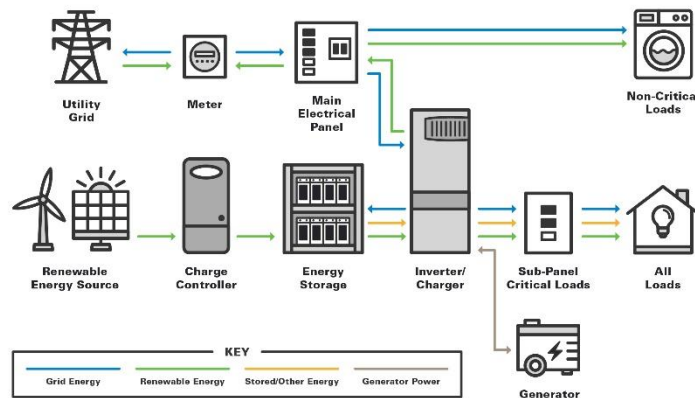 Utility
Grid
Meter
Main
Electrical
Panel
Non-Critical
Loads
Renewable
Energy Source
Charge
Controller
Energy
Storage
Inverter/
Charger
Sub-Panel
Critical Loads
All
Loads
Generator
KEY
Grid Energy
Renewable Energy
Stored/Other Energy
Generator Power